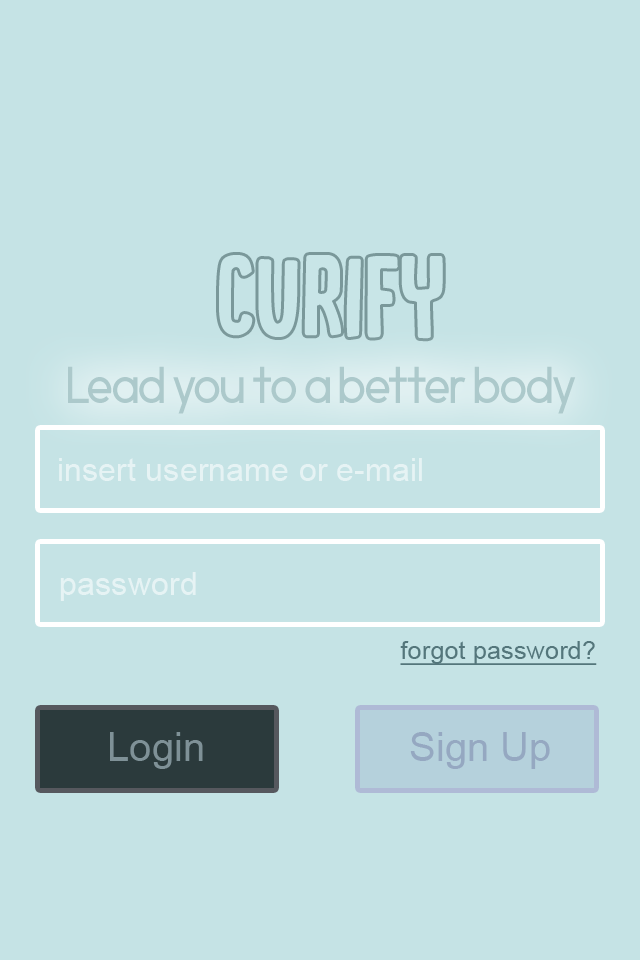 CURIFY
Lead you to a better body
insert username or e-mail
password
forgot password?
Login
Sign Up